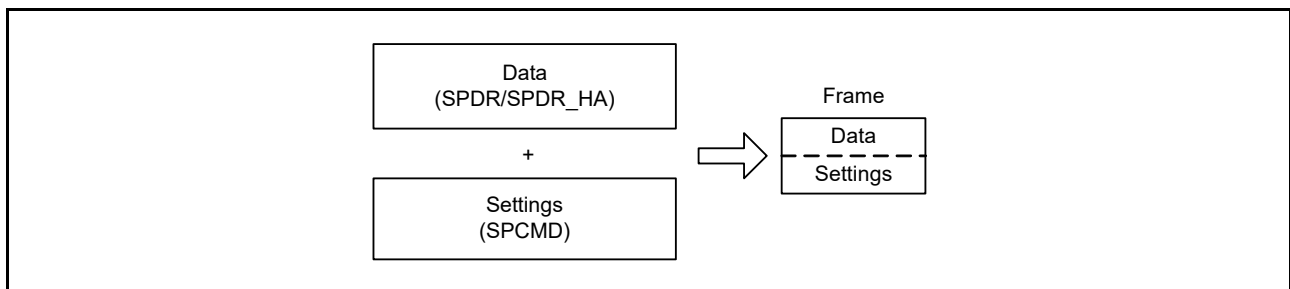 Data
(SPDR/SPDR_HA)
+
Settings
(SPCMD)
Frame
Data
Settings